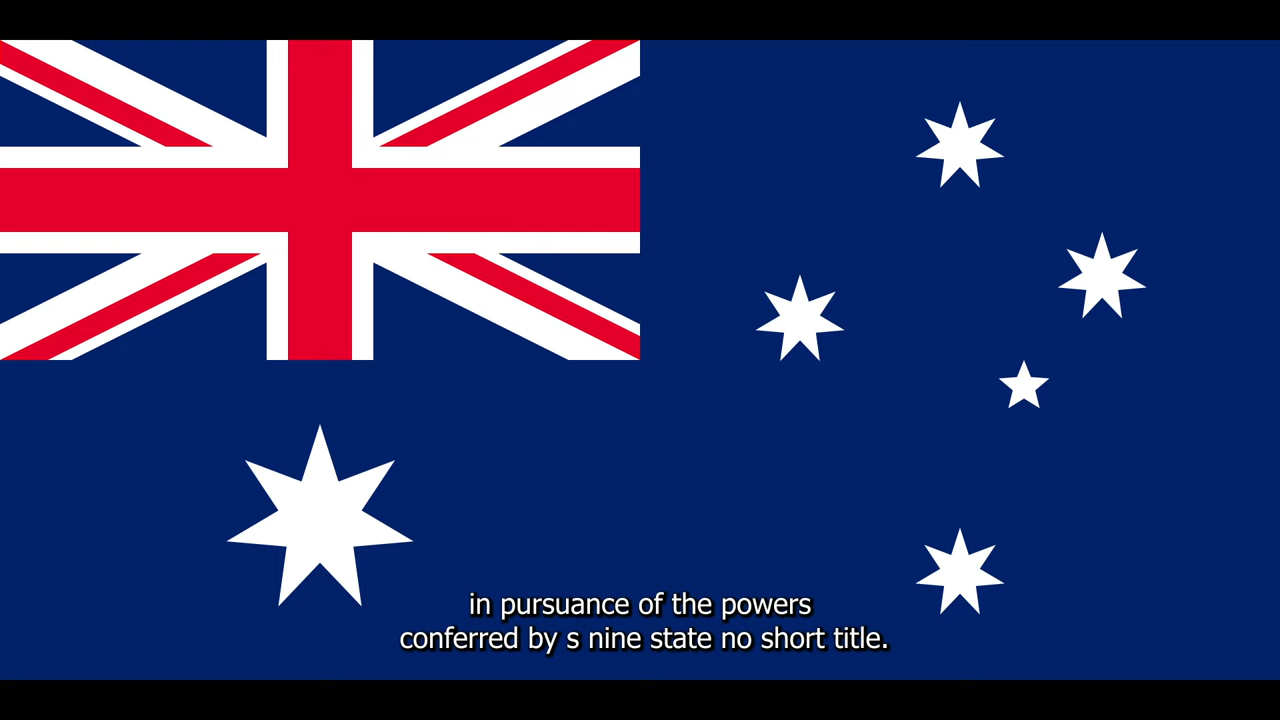 in pursuance of the powers
conferred by s nine state no short title.